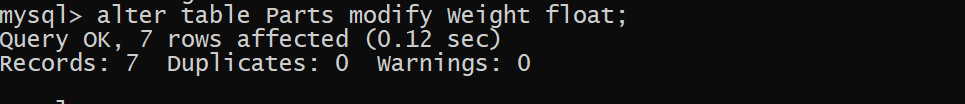 mysql> alter table Parts modify Weight float;
Query OK, 7 rows affected (0.12 sec)
Records: 7  Duplicates: 0  Warnings: 0